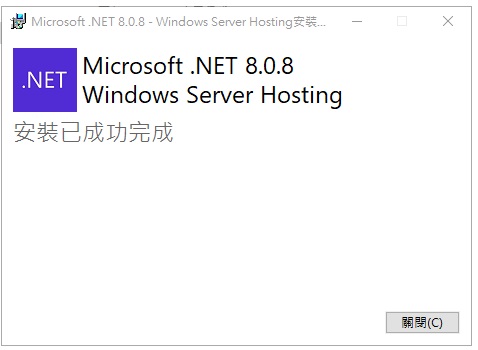 Microsoft .NET 8.0.8 - Windows Server Hosting安裝...
.NET
Microsoft .NET 8.0.8
Windows Server Hosting
安裝已成功完成
關閉(C)